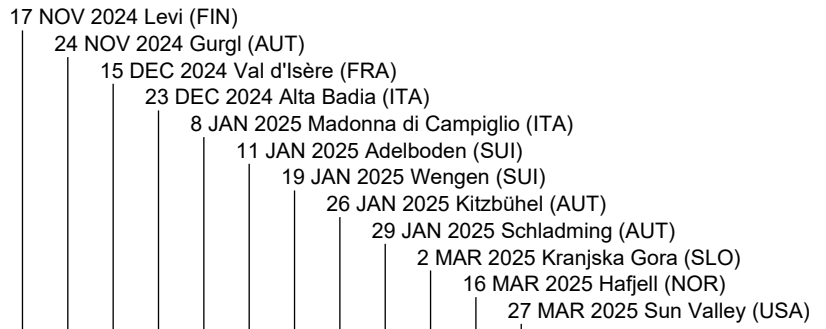 17 NOV 2024 Levi (FIN)
24 NOV 2024 Gurgl (AUT)
15 DEC 2024 Val d'Isère (FRA)
23 DEC 2024 Alta Badia (ITA)
8 JAN 2025 Madonna di Campiglio (ITA)
11 JAN 2025 Adelboden (SUI)
19 JAN 2025 Wengen (SUI)
26 JAN 2025 Kitzbühel (AUT)
29 JAN 2025 Schladming (AUT)
2 MAR 2025 Kranjska Gora (SLO)
16 MAR 2025 Hafjell (NOR)
27 MAR 2025 Sun Valley (USA)